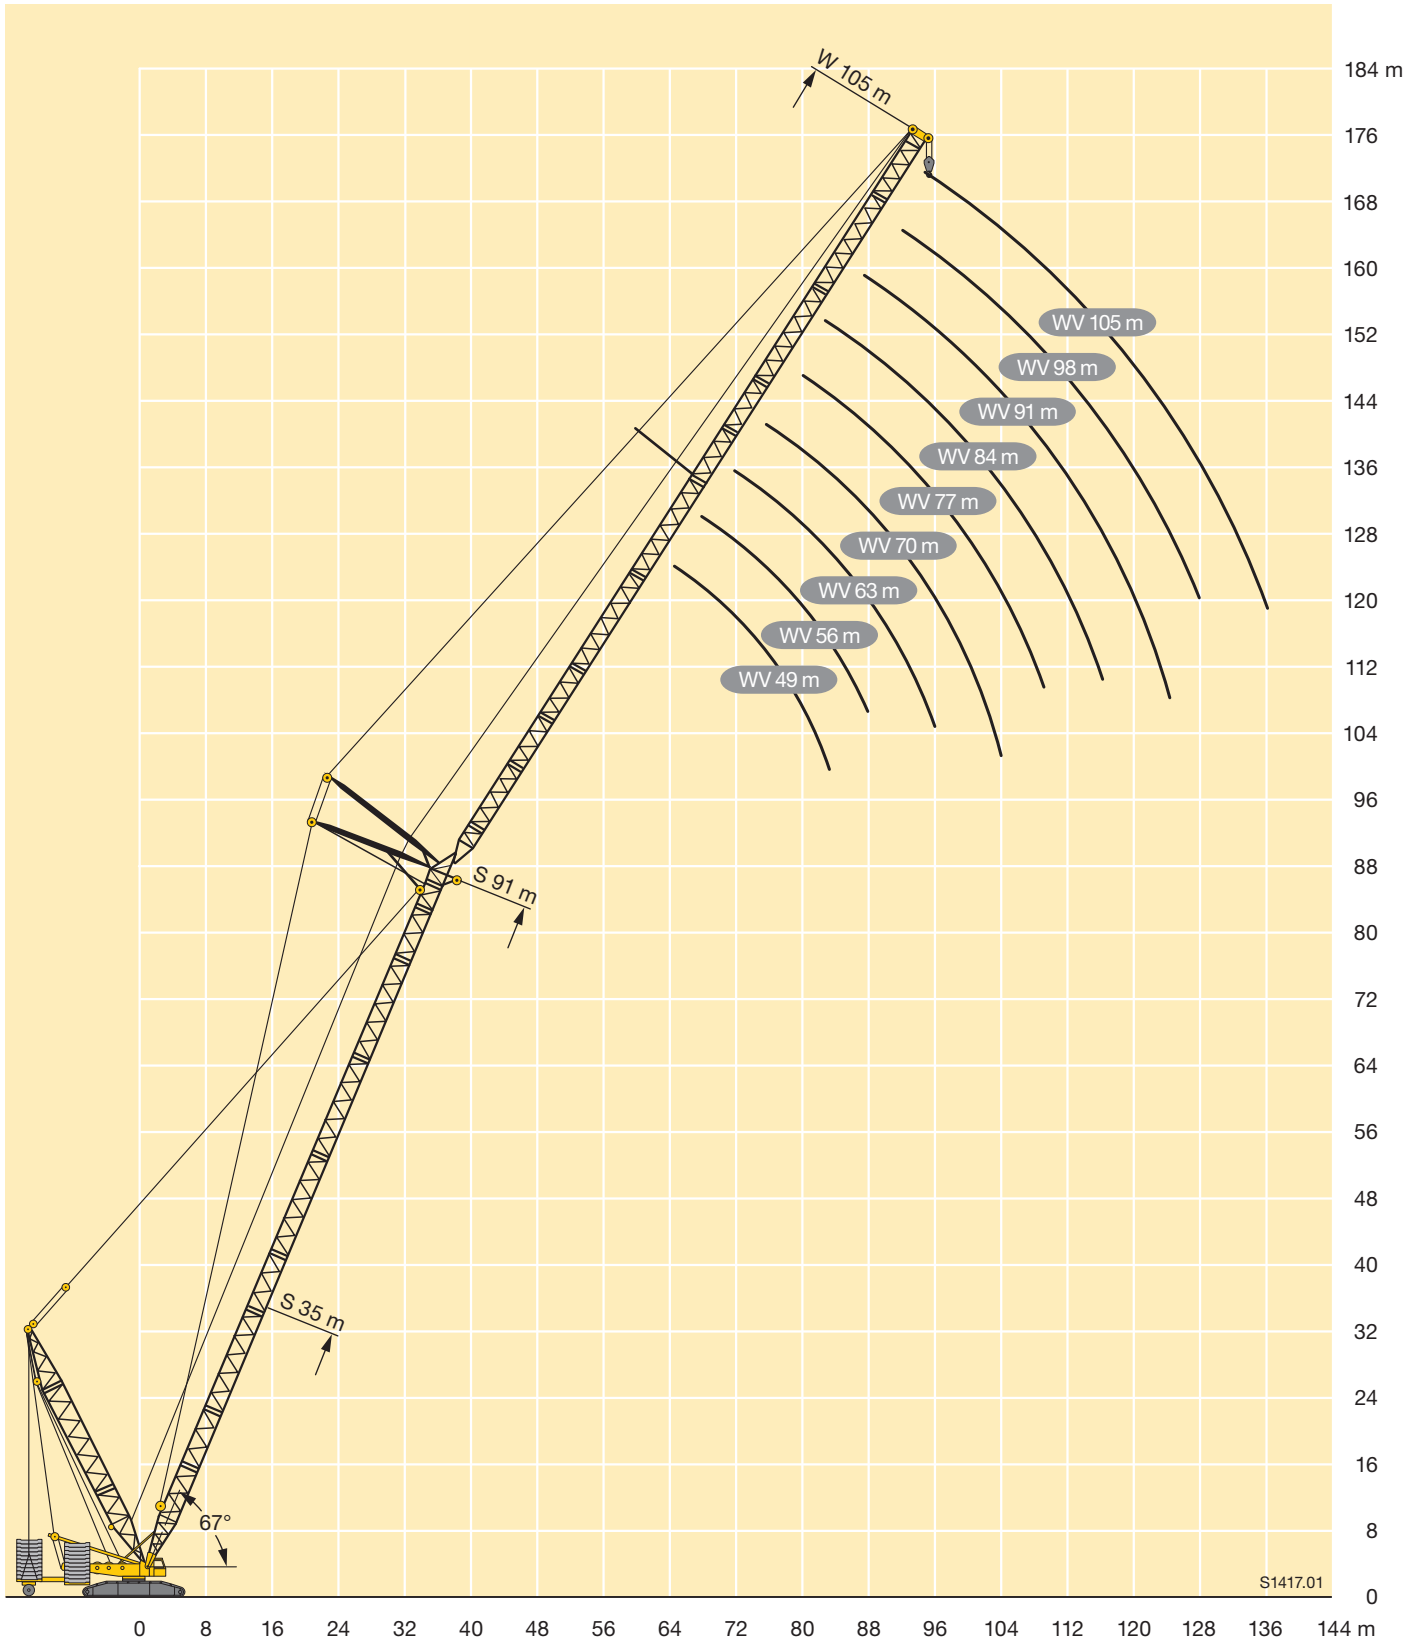 W 105 m
184 m
176
168
160
152
144
136
128
120
112
104
96
88
80
72
64
56
48
40
32
24
16
8
0
WV 105 m
WV 98 m
WV 91 m
WV 84 m
WV 77 m
WV 70 m
WV 63 m
WV 56 m
WV 49 m
S 91 m
S 35 m
67°
S1417.01
0 8 16 24 32 40 48 56 64 72 80 88 96 104 112 120 128 136 144 m